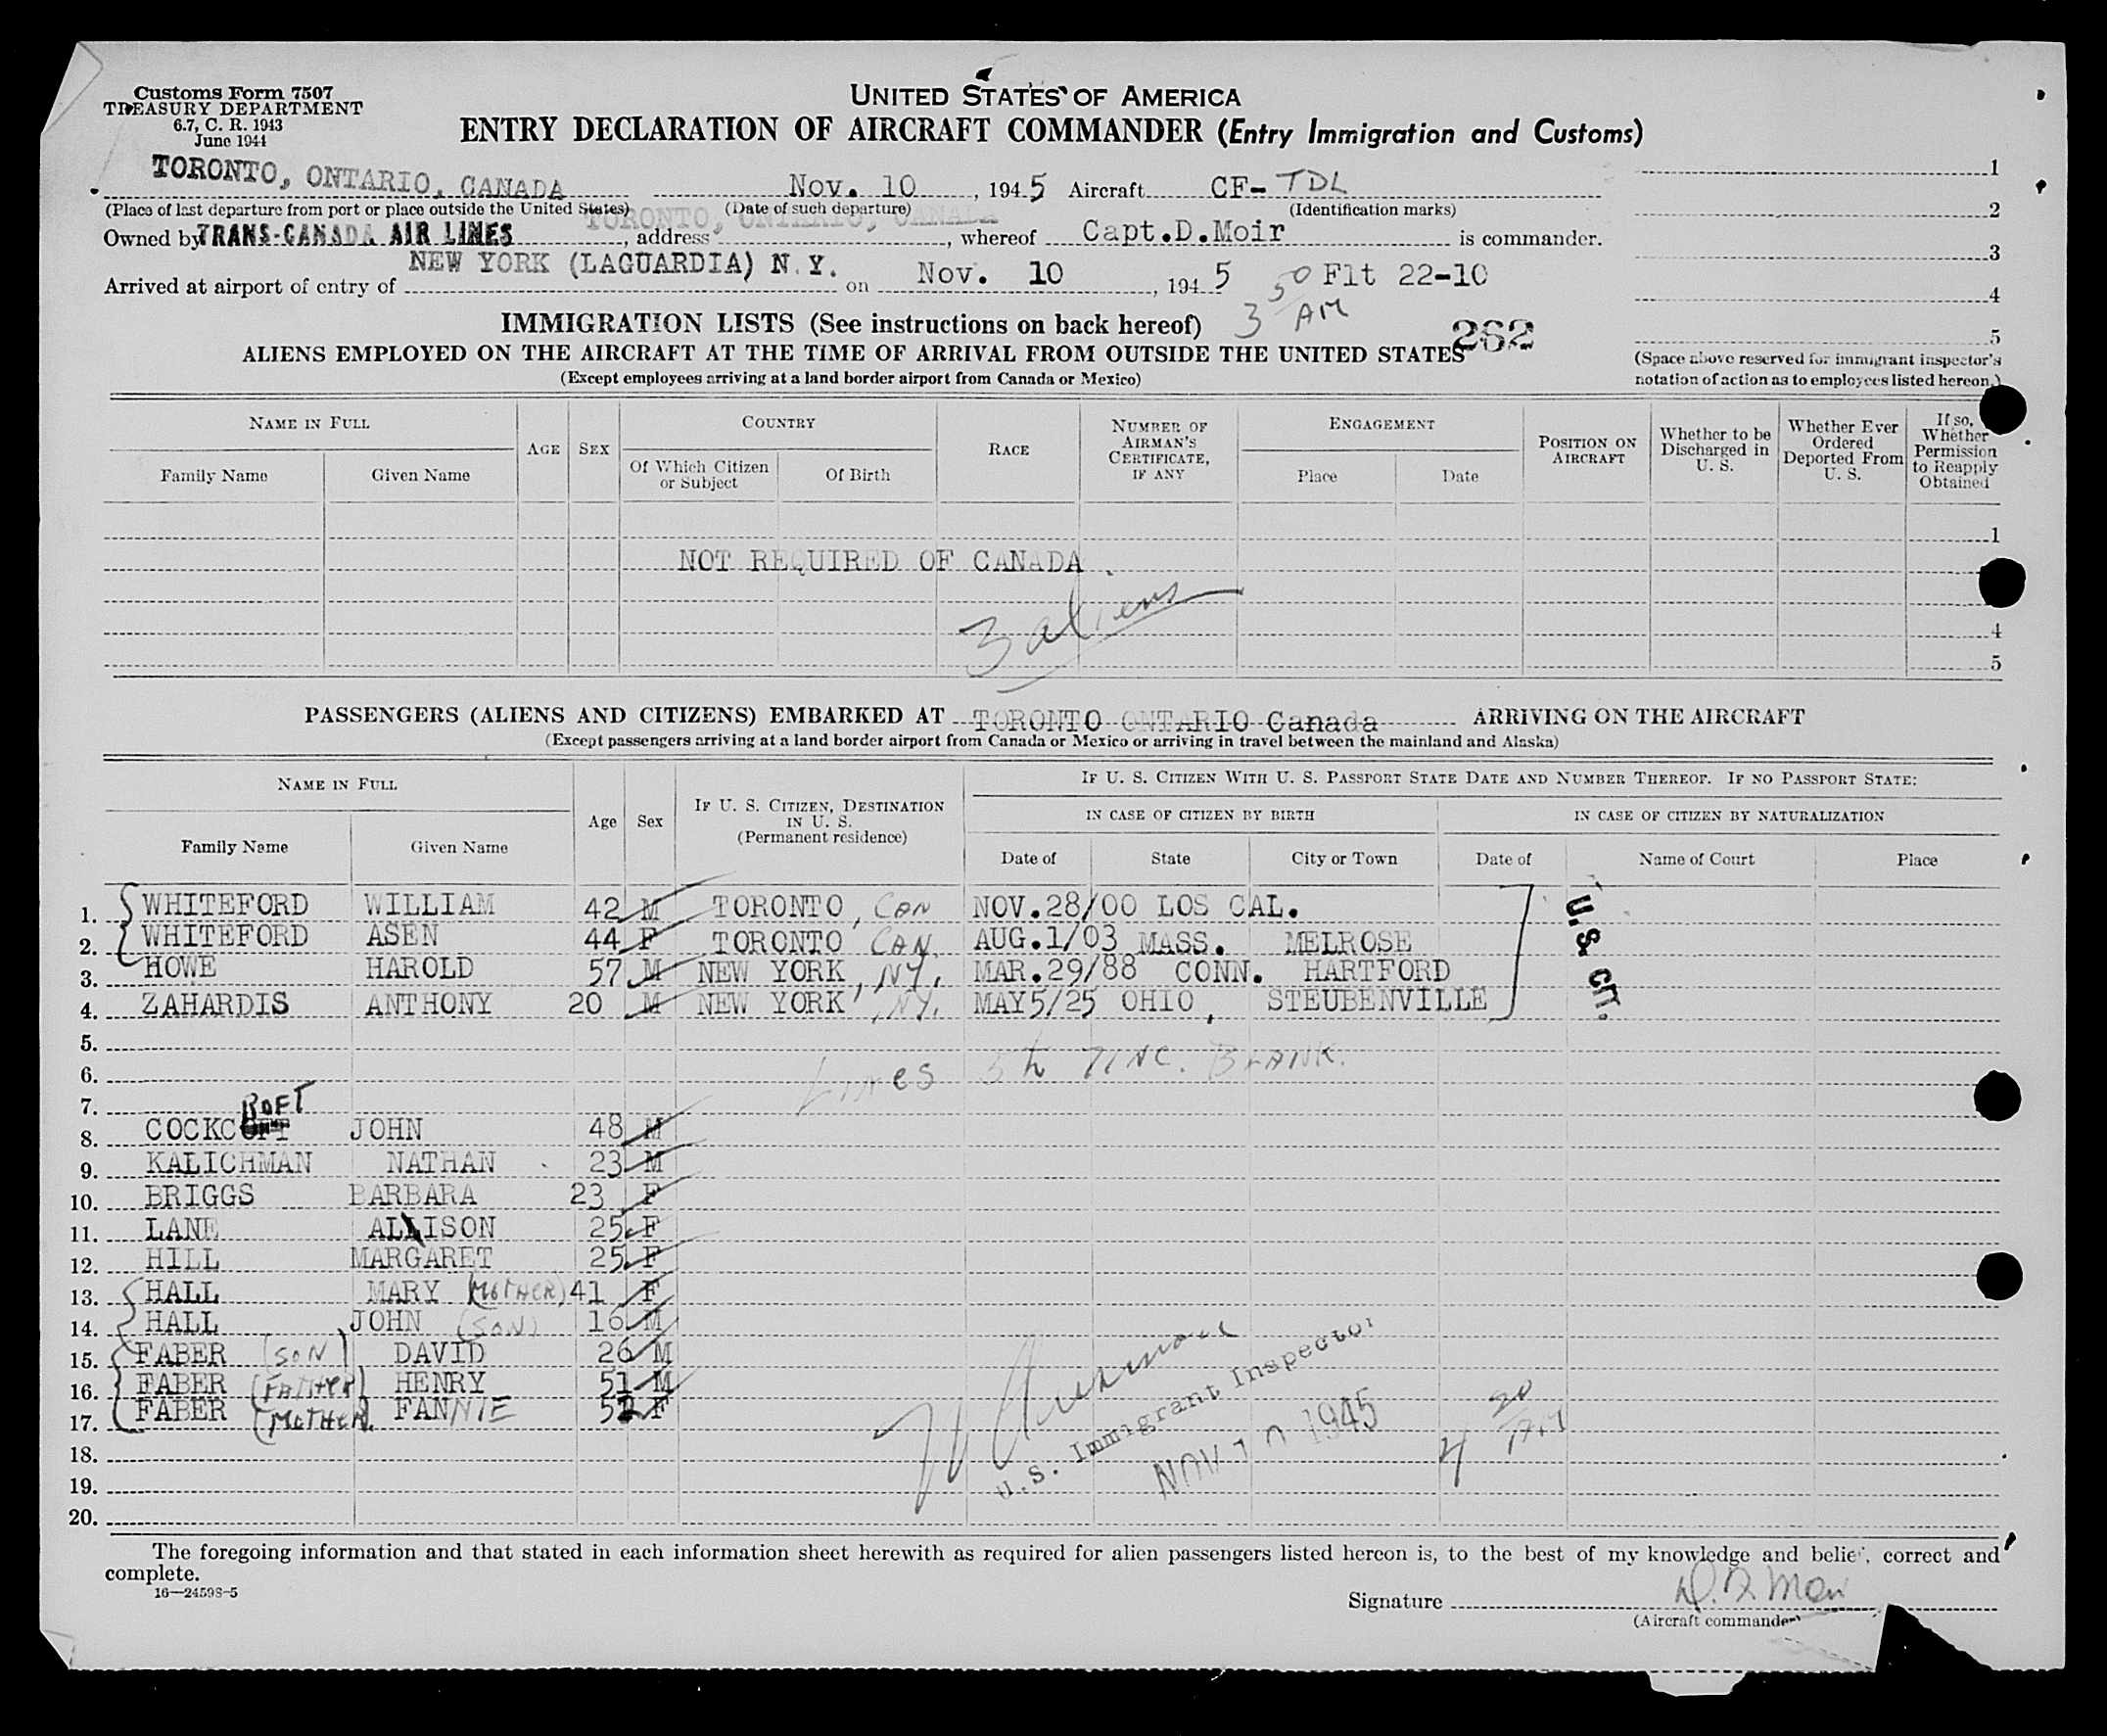 Customs Form 7507
TREASURY DEPARTMENT
6.7, C. R. 1943
June 1944
UNITED STATES OF AMERICA
ENTRY DECLARATION OF AIRCRAFT COMMANDER (Entry Immigration and Customs)
TORONTO, ONTARIO, CANADA Nov. 10, 1945 Aircraft CF-TDL
(Place of last departure from port or place outside the United States) (Date of such departure) (Identification marks)
TORONTO, ONTARIO, CANADA
Owned by TRANS-CANADA AIR LINES, address, whereof Capt.D.Moir is commander.
Arrived at airport of entry of NEW YORK (LAGUARDIA) N.Y. on Nov. 10, 1945 Flt 22-10
3 50 AM
1
2
3
4
5
(Space above reserved for immigrant inspector's
notation of action as to employees listed hereon.)
IMMIGRATION LISTS (See instructions on back hereof)
262
ALIENS EMPLOYED ON THE AIRCRAFT AT THE TIME OF ARRIVAL FROM OUTSIDE THE UNITED STATES
(Except employees arriving at a land border airport from Canada or Mexico)
NAME IN FULL
Family Name Given Name
AGE SEX
COUNTRY
Of Which Citizen or Subject Of Birth
RACE
NUMBER OF AIRMAN'S CERTIFICATE, IF ANY
ENGAGEMENT
Place Date
POSITION ON AIRCRAFT
Whether to be Discharged in U. S.
Whether Ever Ordered Deported From U. S.
If so, Whether Permission to Reapply Obtained
1
NOT REQUIRED OF CANADA.
3 aliens
4
5
PASSENGERS (ALIENS AND CITIZENS) EMBARKED AT TORONTO ONTARIO Canada ARRIVING ON THE AIRCRAFT
(Except passengers arriving at a land border airport from Canada or Mexico or arriving in travel between the mainland and Alaska)
NAME IN FULL
Family Name Given Name
Age Sex
IF U. S. CITIZEN, DESTINATION IN U. S.
(Permanent residence)
IF U. S. CITIZEN WITH U. S. PASSPORT STATE DATE AND NUMBER THEREOF. IF NO PASSPORT STATE:
IN CASE OF CITIZEN BY BIRTH IN CASE OF CITIZEN BY NATURALIZATION
Date of State City or Town Date of Name of Court Place
1. WHITEFORD WILLIAM 42 M TORONTO, CAN NOV.28/00 LOS CAL.
2. WHITEFORD ASEN 44 F TORONTO CAN. AUG.1/03 MASS. MELROSE
3. HOWE HAROLD 57 M NEW YORK, NY. MAR.29/88 CONN. HARTFORD
4. ZAHARDIS ANTHONY 20 M NEW YORK, NY. MAY5/25 OHIO, STEUBENVILLE
U.S. CIT.
5.
6. LINES 5 to 7 INC. BLANK.
7.
8. COCKCROFT JOHN 48 M
9. KALICHMAN NATHAN 23 M
10. BRIGGS BARBARA 23 F
11. LANE ALLISON 25 F
12. HILL MARGARET 25 F
13. HALL MARY (MOTHER) 41 F
14. HALL JOHN (SON) 16 M
15. FABER (SON) DAVID 26 M
16. FABER (FATHER) HENRY 51 M
17. FABER (MOTHER) FANNIE 52 F
18.
19.
20.
U.S. Immigrant Inspector
NOV 10 1945
The foregoing information and that stated in each information sheet herewith as required for alien passengers listed hereon is, to the best of my knowledge and belief, correct and
complete.
16—24598-5
Signature D. Moir
(Aircraft commander)